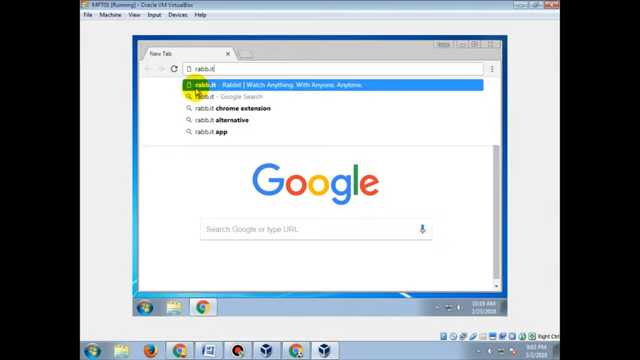 MPT01 [Running] - Oracle VM VirtualBox
File Machine View Input Devices Help
New Tab
rabb.it
rabb.it - Rabbit | Watch Anything. With Anyone, Anytime.
rabb.it - Google Search
rabb.it chrome extension
rabb.it alternative
rabb.it app
Google
Search Google or type URL
10:19 AM
2/23/2018
Right Ctrl
9:03 PM
3/2/2018